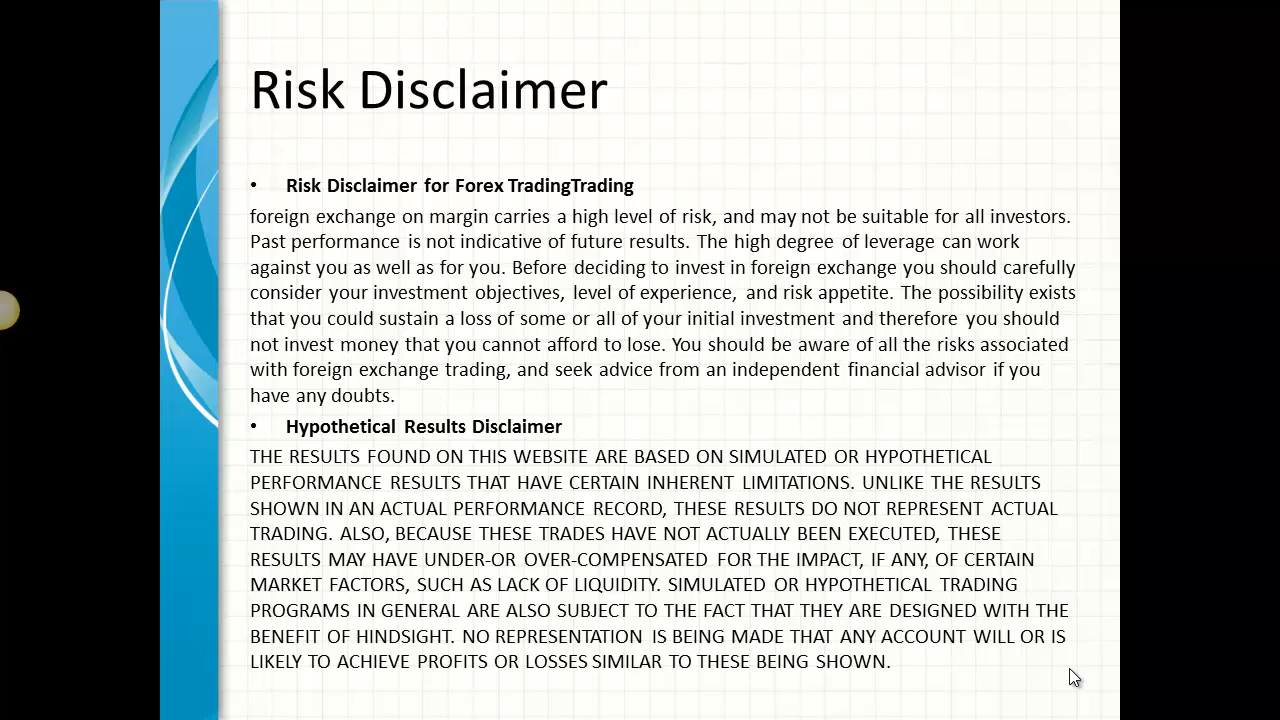 Risk Disclaimer
• Risk Disclaimer for Forex TradingTrading
foreign exchange on margin carries a high level of risk, and may not be suitable for all investors.
Past performance is not indicative of future results. The high degree of leverage can work
against you as well as for you. Before deciding to invest in foreign exchange you should carefully
consider your investment objectives, level of experience, and risk appetite. The possibility exists
that you could sustain a loss of some or all of your initial investment and therefore you should
not invest money that you cannot afford to lose. You should be aware of all the risks associated
with foreign exchange trading, and seek advice from an independent financial advisor if you
have any doubts.
• Hypothetical Results Disclaimer
THE RESULTS FOUND ON THIS WEBSITE ARE BASED ON SIMULATED OR HYPOTHETICAL
PERFORMANCE RESULTS THAT HAVE CERTAIN INHERENT LIMITATIONS. UNLIKE THE RESULTS
SHOWN IN AN ACTUAL PERFORMANCE RECORD, THESE RESULTS DO NOT REPRESENT ACTUAL
TRADING. ALSO, BECAUSE THESE TRADES HAVE NOT ACTUALLY BEEN EXECUTED, THESE
RESULTS MAY HAVE UNDER-OR OVER-COMPENSATED FOR THE IMPACT, IF ANY, OF CERTAIN
MARKET FACTORS, SUCH AS LACK OF LIQUIDITY. SIMULATED OR HYPOTHETICAL TRADING
PROGRAMS IN GENERAL ARE ALSO SUBJECT TO THE FACT THAT THEY ARE DESIGNED WITH THE
BENEFIT OF HINDSIGHT. NO REPRESENTATION IS BEING MADE THAT ANY ACCOUNT WILL OR IS
LIKELY TO ACHIEVE PROFITS OR LOSSES SIMILAR TO THESE BEING SHOWN.